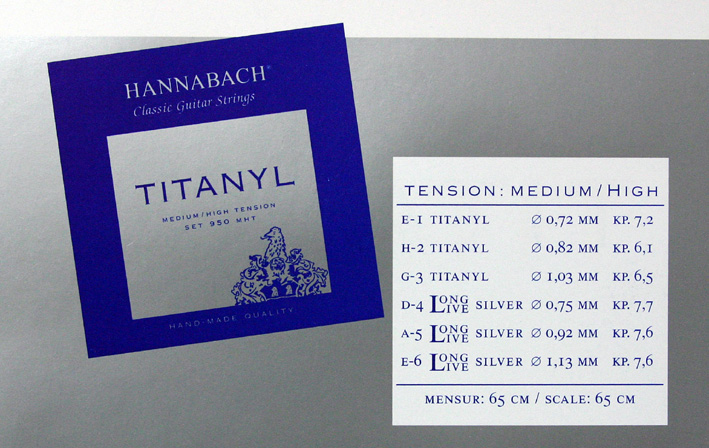 HANNABACH®
Classic Guitar Strings
TITANYL
MEDIUM/HIGH TENSION
SET 950 MHT
HAND-MADE QUALITY
TENSION: MEDIUM/HIGH
E-1 TITANYL Ø 0,72 MM KP. 7,2
H-2 TITANYL Ø 0,82 MM KP. 6,1
G-3 TITANYL Ø 1,03 MM KP. 6,5
D-4 LONG LIVE SILVER Ø 0,75 MM KP. 7,7
A-5 LONG LIVE SILVER Ø 0,92 MM KP. 7,6
E-6 LONG LIVE SILVER Ø 1,13 MM KP. 7,6
MENSUR: 65 CM / SCALE: 65 CM